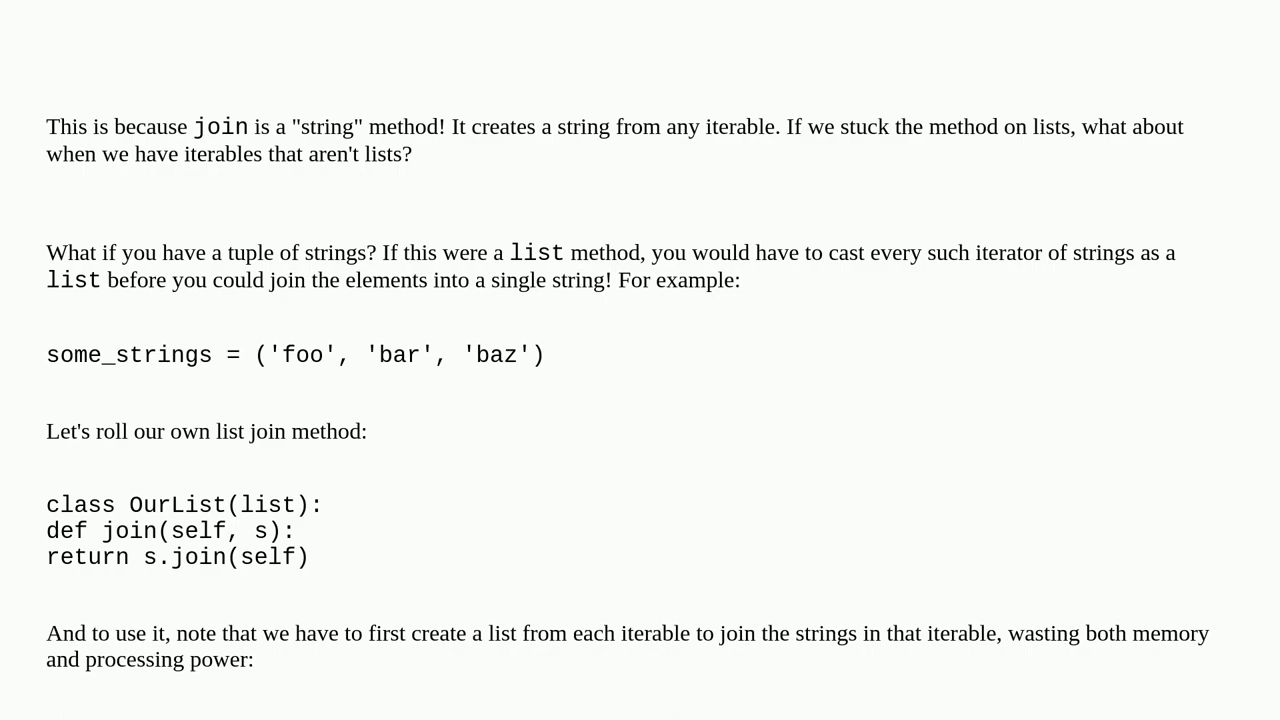 This is because join is a "string" method! It creates a string from any iterable. If we stuck the method on lists, what about
when we have iterables that aren't lists?
What if you have a tuple of strings? If this were a list method, you would have to cast every such iterator of strings as a
list before you could join the elements into a single string! For example:
some_strings = ('foo', 'bar', 'baz')
Let's roll our own list join method:
class OurList(list):
def join(self, s):
return s.join(self)
And to use it, note that we have to first create a list from each iterable to join the strings in that iterable, wasting both memory
and processing power: